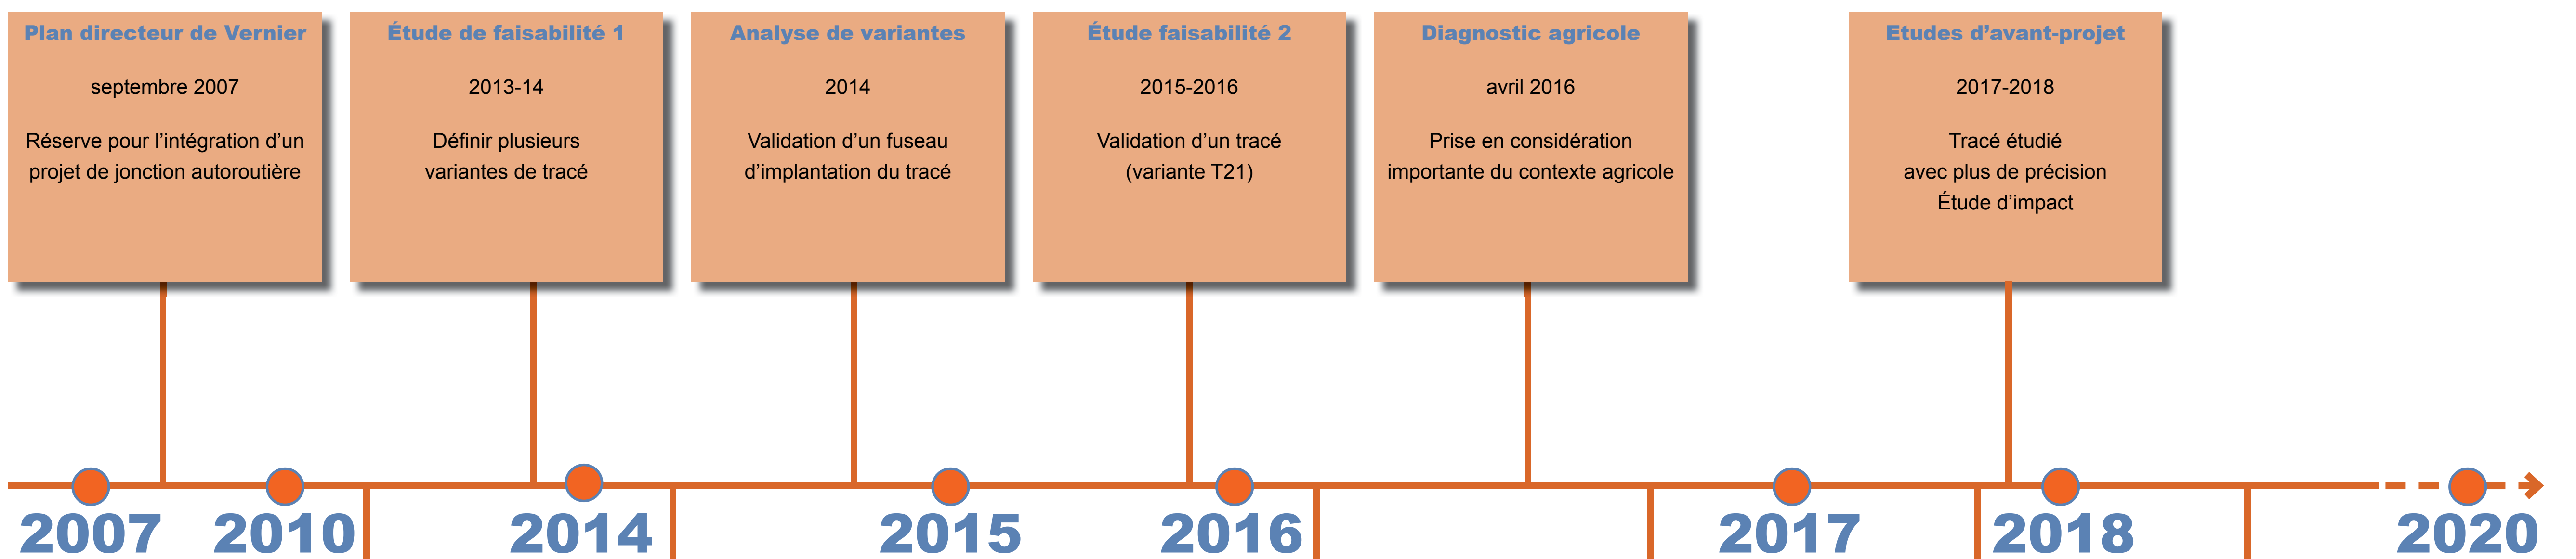 Plan directeur de Vernier
septembre 2007
Réserve pour l’intégration d’un
projet de jonction autoroutière
Étude de faisabilité 1
2013-14
Définir plusieurs
variantes de tracé
Analyse de variantes
2014
Validation d’un fuseau
d’implantation du tracé
Étude faisabilité 2
2015-2016
Validation d’un tracé
(variante T21)
Diagnostic agricole
avril 2016
Prise en considération
importante du contexte agricole
Etudes d’avant-projet
2017-2018
Tracé étudié
avec plus de précision
Étude d’impact
2007
2010
2014
2015
2016
2017
2018
2020